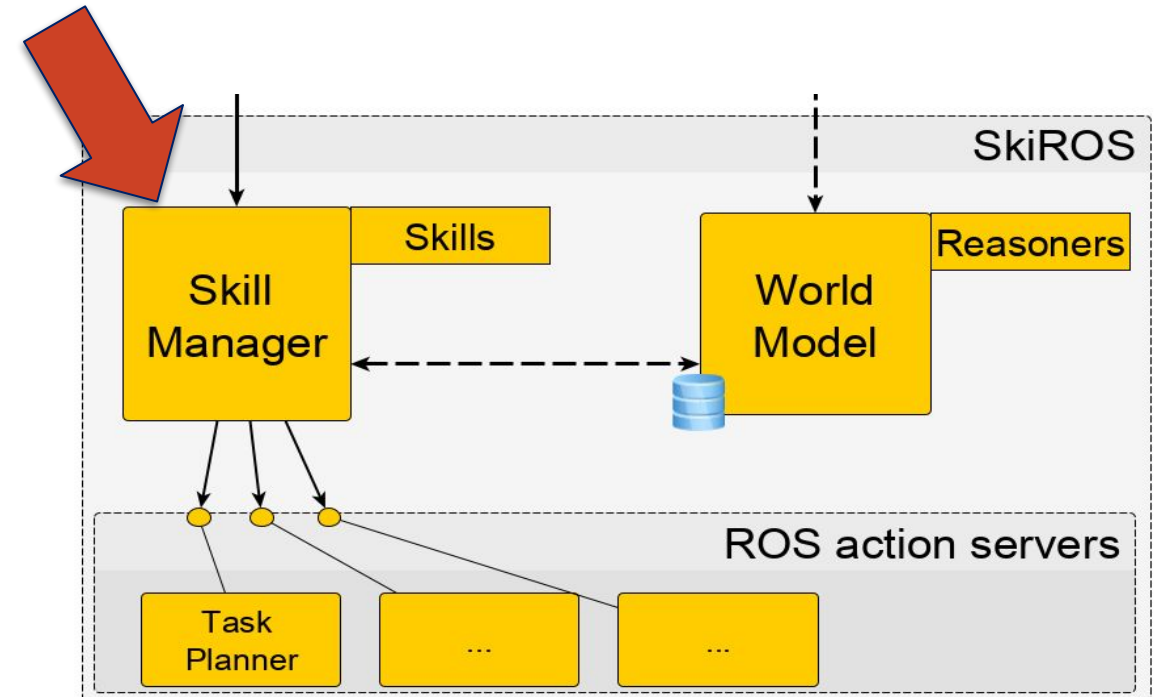 SkiROS
Skills
Reasoners
Skill
Manager
World
Model
ROS action servers
Task
Planner
...
...